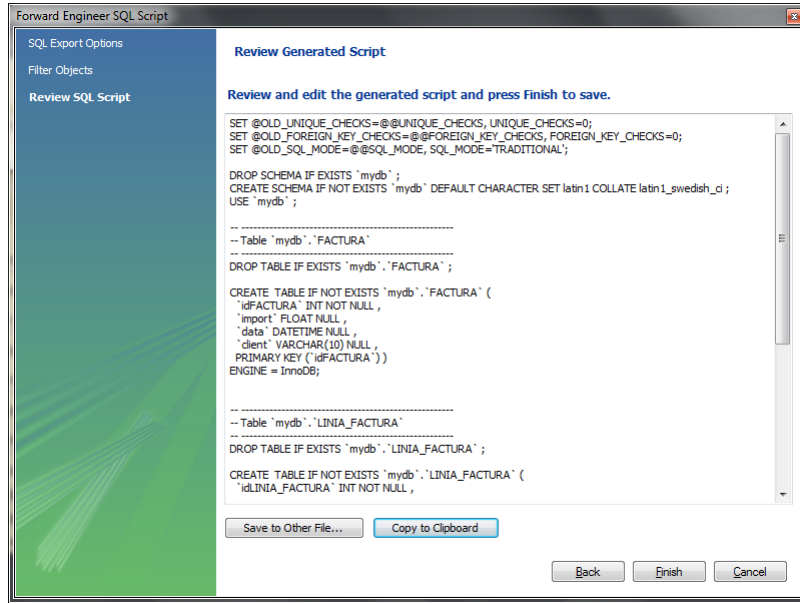 Forward Engineer SQL Script
SQL Export Options
Filter Objects
Review SQL Script
Review Generated Script
Review and edit the generated script and press Finish to save.
SET @OLD_UNIQUE_CHECKS=@@UNIQUE_CHECKS, UNIQUE_CHECKS=0;
SET @OLD_FOREIGN_KEY_CHECKS=@@FOREIGN_KEY_CHECKS, FOREIGN_KEY_CHECKS=0;
SET @OLD_SQL_MODE=@@SQL_MODE, SQL_MODE='TRADITIONAL';
DROP SCHEMA IF EXISTS `mydb` ;
CREATE SCHEMA IF NOT EXISTS `mydb` DEFAULT CHARACTER SET latin1 COLLATE latin1_swedish_ci ;
USE `mydb` ;
-- -----------------------------------------------------
-- Table `mydb`.`FACTURA`
-- -----------------------------------------------------
DROP TABLE IF EXISTS `mydb`.`FACTURA` ;
CREATE  TABLE IF NOT EXISTS `mydb`.`FACTURA` (
`idFACTURA` INT NOT NULL ,
`import` FLOAT NULL ,
`data` DATETIME NULL ,
`client` VARCHAR(10) NULL ,
PRIMARY KEY (`idFACTURA`) )
ENGINE = InnoDB;
-- -----------------------------------------------------
-- Table `mydb`.`LINIA_FACTURA`
-- -----------------------------------------------------
DROP TABLE IF EXISTS `mydb`.`LINIA_FACTURA` ;
CREATE  TABLE IF NOT EXISTS `mydb`.`LINIA_FACTURA` (
`idLINIA_FACTURA` INT NOT NULL ,
Save to Other File...
Copy to Clipboard
Back
Finish
Cancel